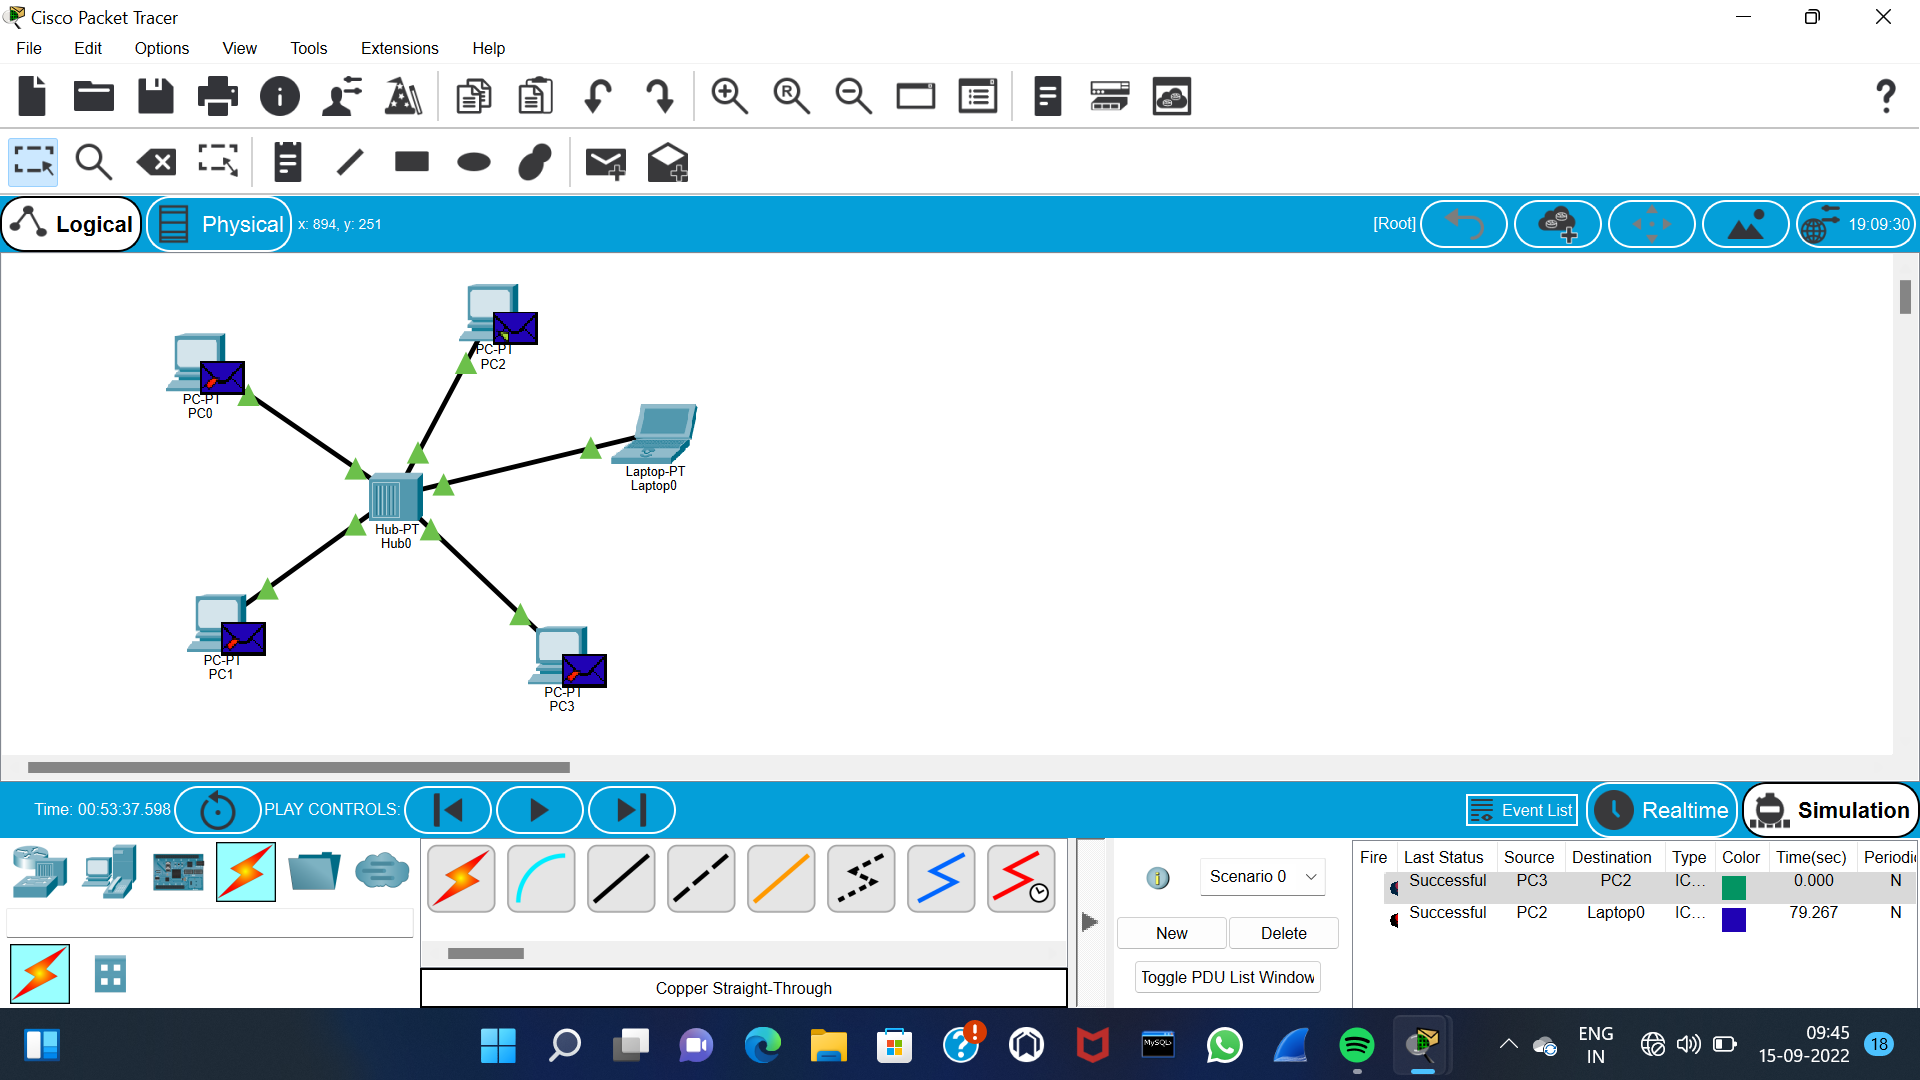 Cisco Packet Tracer
File Edit Options View Tools Extensions Help
Logical Physical x: 894, y: 251 [Root] 19:09:30
PC-PT
PC2
PC-PT
PC0
Laptop-PT
Laptop0
Hub-PT
Hub0
PC-PT
PC1
PC-PT
PC3
Time: 00:53:37.598 PLAY CONTROLS: Event List Realtime Simulation
Scenario 0
New Delete
Toggle PDU List Window
Copper Straight-Through
Fire Last Status Source Destination Type Color Time(sec) Periodi
Successful PC3 PC2 IC... 0.000 N
Successful PC2 Laptop0 IC... 79.267 N
MySQL
ENG
IN
09:45
15-09-2022
18